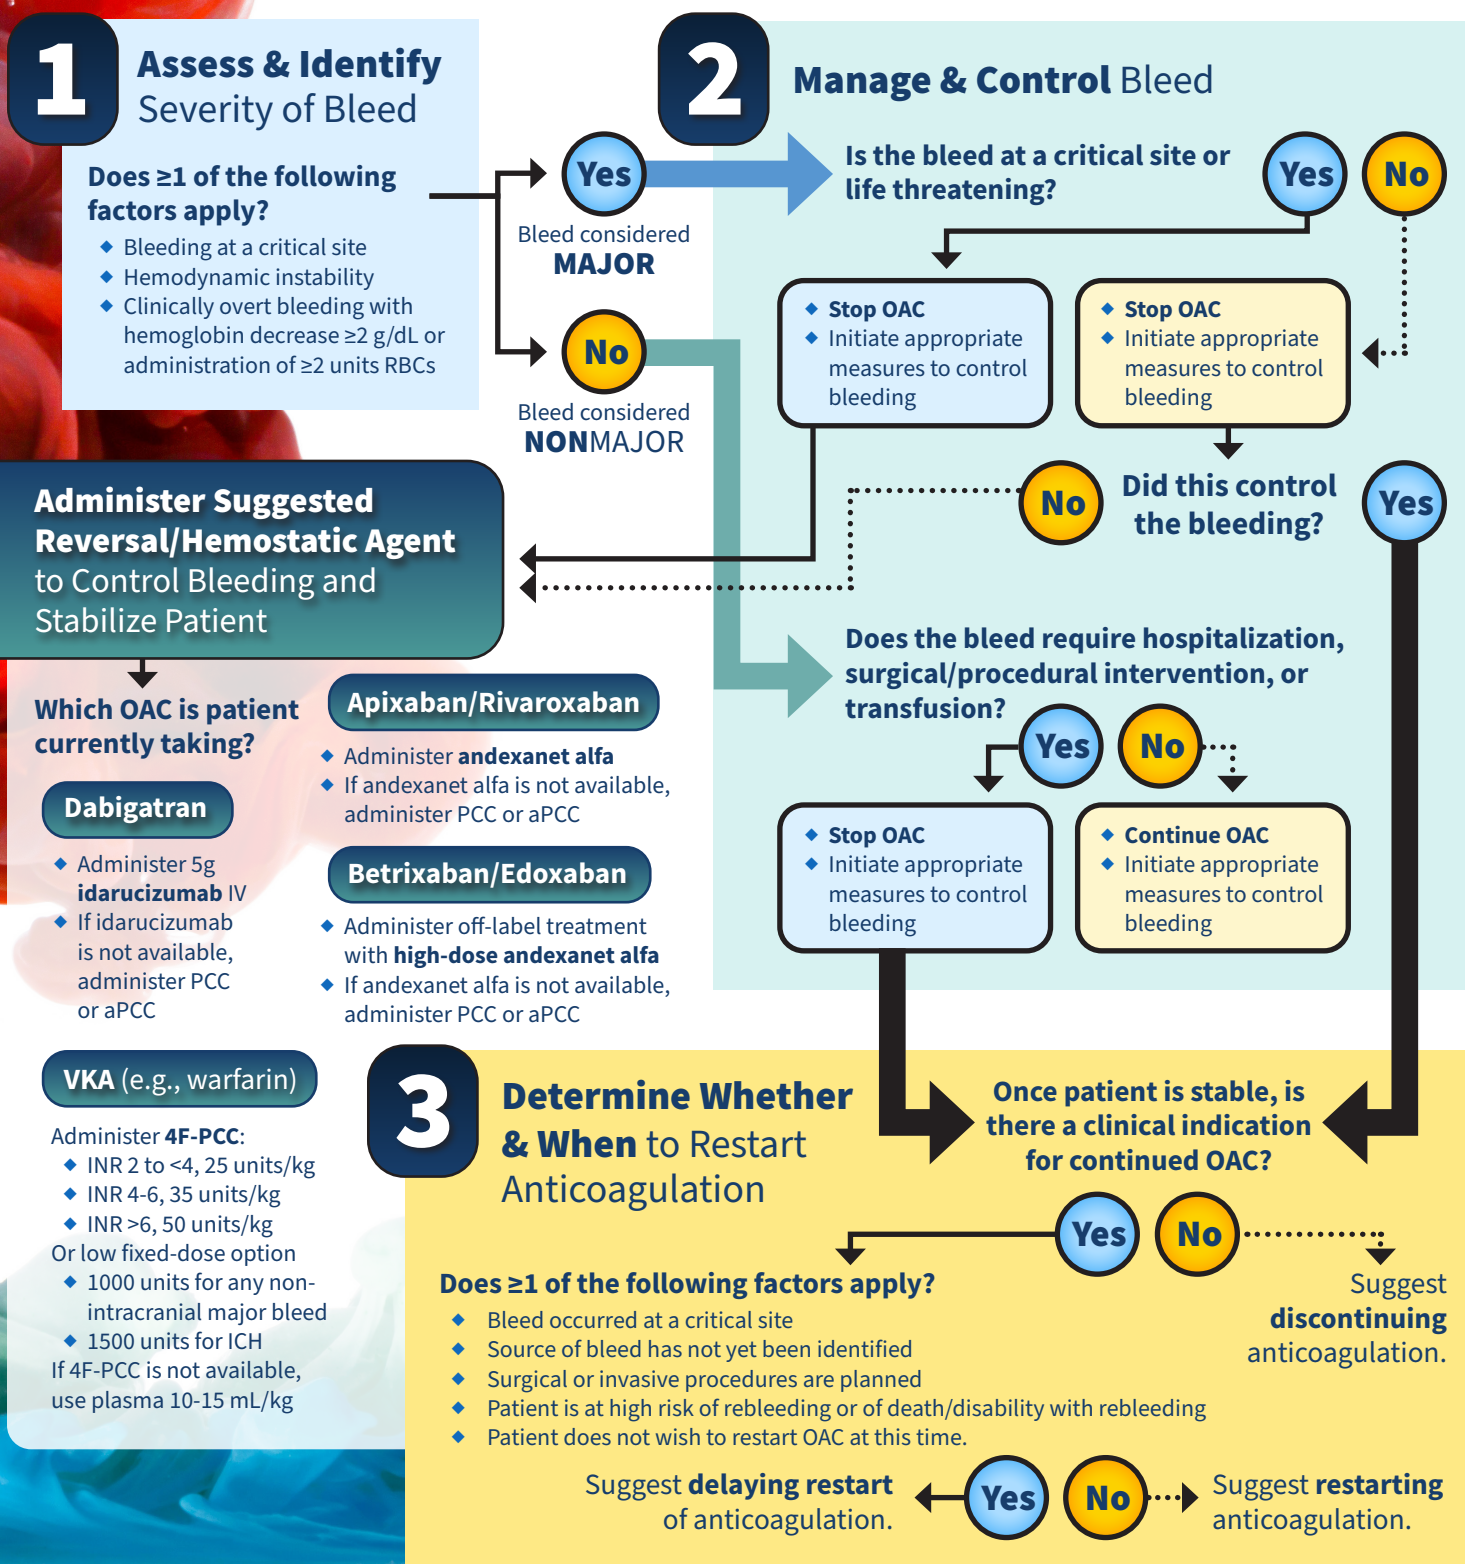 1
Assess & Identify
Severity of Bleed
Does ≥1 of the following
factors apply?
◆ Bleeding at a critical site
◆ Hemodynamic instability
◆ Clinically overt bleeding with
hemoglobin decrease ≥2 g/dL or
administration of ≥2 units RBCs
Yes
Bleed considered
MAJOR
No
Bleed considered
NONMAJOR
2
Manage & Control Bleed
Is the bleed at a critical site or
life threatening?
Yes
No
◆ Stop OAC
◆ Initiate appropriate
measures to control
bleeding
◆ Stop OAC
◆ Initiate appropriate
measures to control
bleeding
No
Did this control
the bleeding?
Yes
Does the bleed require hospitalization,
surgical/procedural intervention, or
transfusion?
Yes
No
◆ Stop OAC
◆ Initiate appropriate
measures to control
bleeding
◆ Continue OAC
◆ Initiate appropriate
measures to control
bleeding
Administer Suggested
Reversal/Hemostatic Agent
to Control Bleeding and
Stabilize Patient
Which OAC is patient
currently taking?
Dabigatran
◆ Administer 5g
idarucizumab IV
◆ If idarucizumab
is not available,
administer PCC
or aPCC
Apixaban/Rivaroxaban
◆ Administer andexanet alfa
◆ If andexanet alfa is not available,
administer PCC or aPCC
Betrixaban/Edoxaban
◆ Administer off-label treatment
with high-dose andexanet alfa
◆ If andexanet alfa is not available,
administer PCC or aPCC
VKA (e.g., warfarin)
Administer 4F-PCC:
◆ INR 2 to <4, 25 units/kg
◆ INR 4-6, 35 units/kg
◆ INR >6, 50 units/kg
Or low fixed-dose option
◆ 1000 units for any non-
intracranial major bleed
◆ 1500 units for ICH
If 4F-PCC is not available,
use plasma 10-15 mL/kg
3
Determine Whether
& When to Restart
Anticoagulation
Once patient is stable, is
there a clinical indication
for continued OAC?
Yes
No
Suggest
discontinuing
anticoagulation.
Does ≥1 of the following factors apply?
◆ Bleed occurred at a critical site
◆ Source of bleed has not yet been identified
◆ Surgical or invasive procedures are planned
◆ Patient is at high risk of rebleeding or of death/disability with rebleeding
◆ Patient does not wish to restart OAC at this time.
Suggest delaying restart
of anticoagulation.
Yes
No
Suggest restarting
anticoagulation.